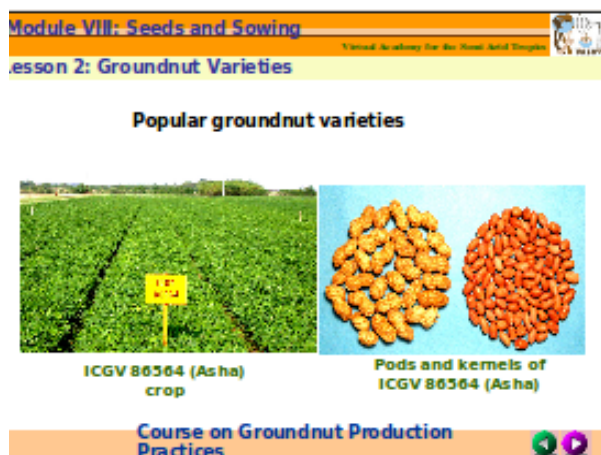 Module VIII: Seeds and Sowing
Virtual Academy for the Semi Arid Tropics
esson 2: Groundnut Varieties
Popular groundnut varieties
ICGV 86564 (Asha)
crop
Pods and kernels of
ICGV 86564 (Asha)
Course on Groundnut Production
Practices